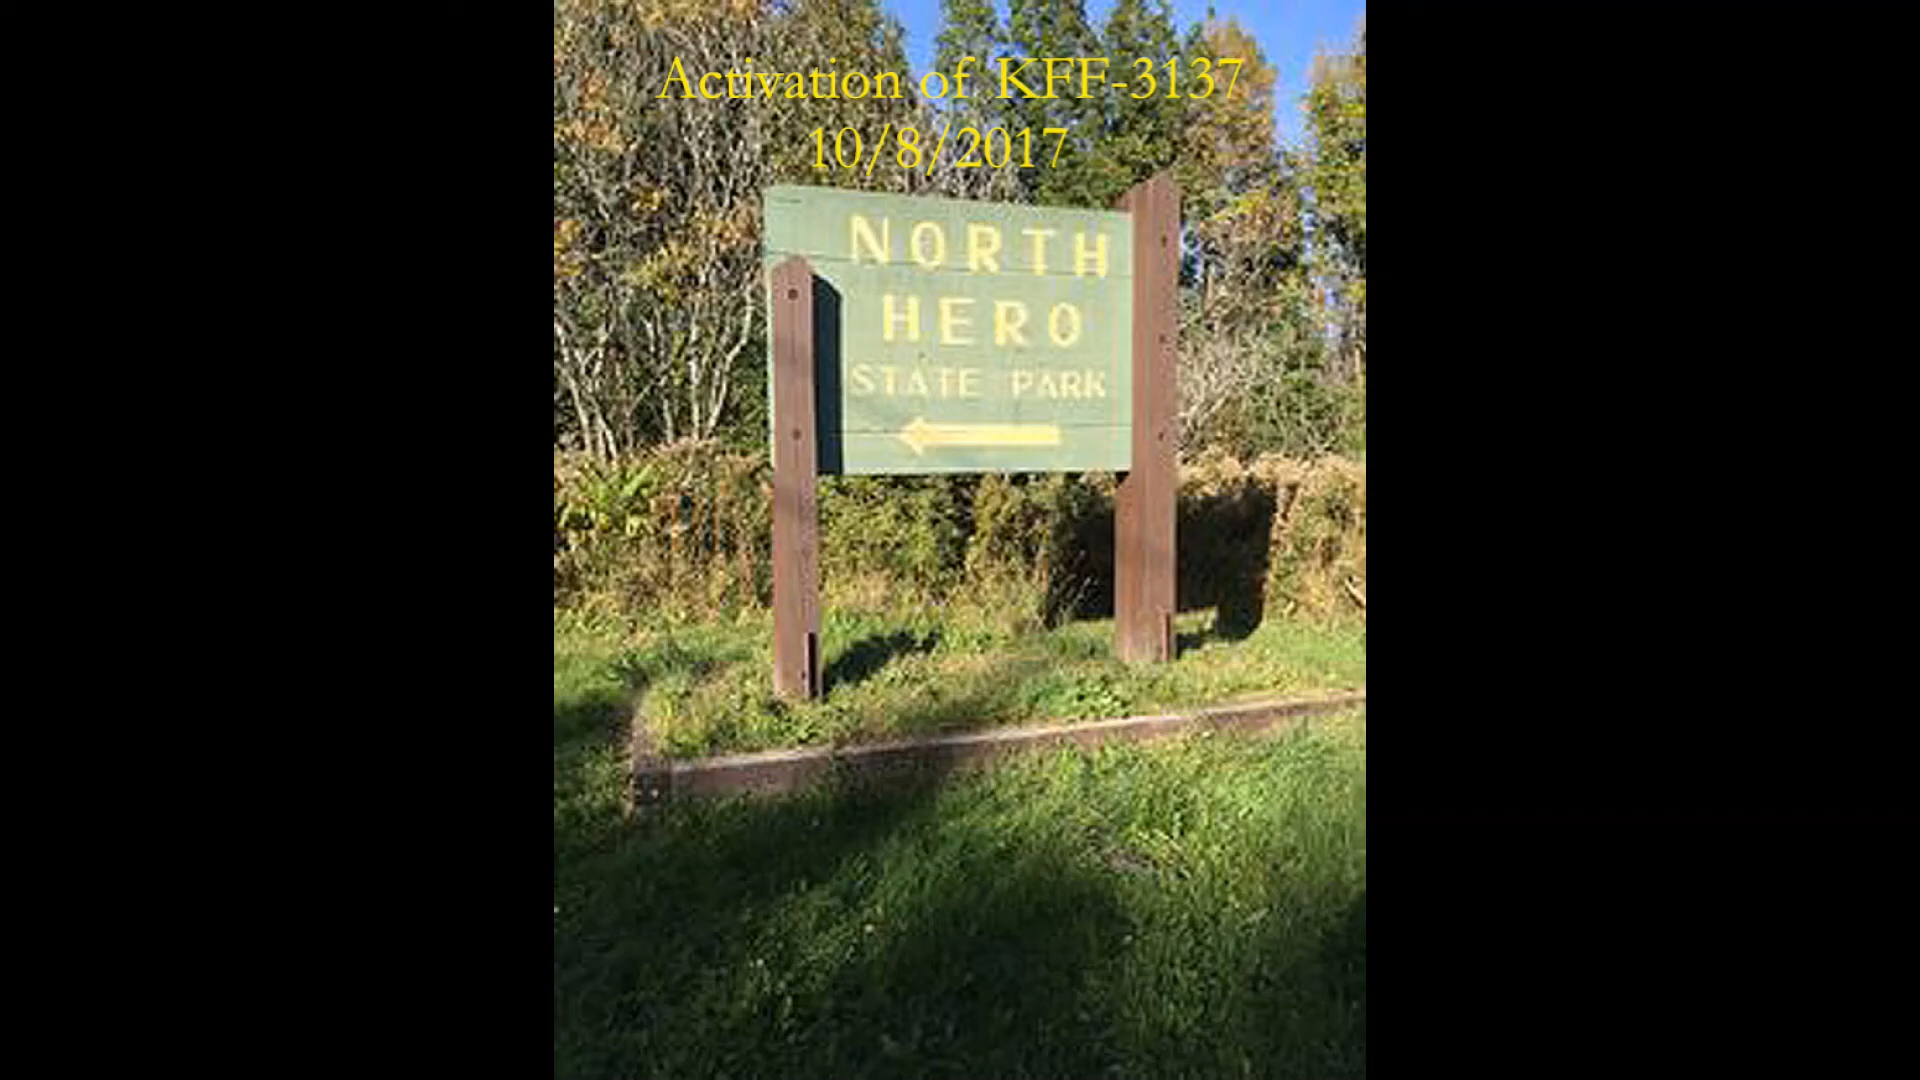 Activation of KFF-3137
10/8/2017
NORTH
HERO
STATE PARK